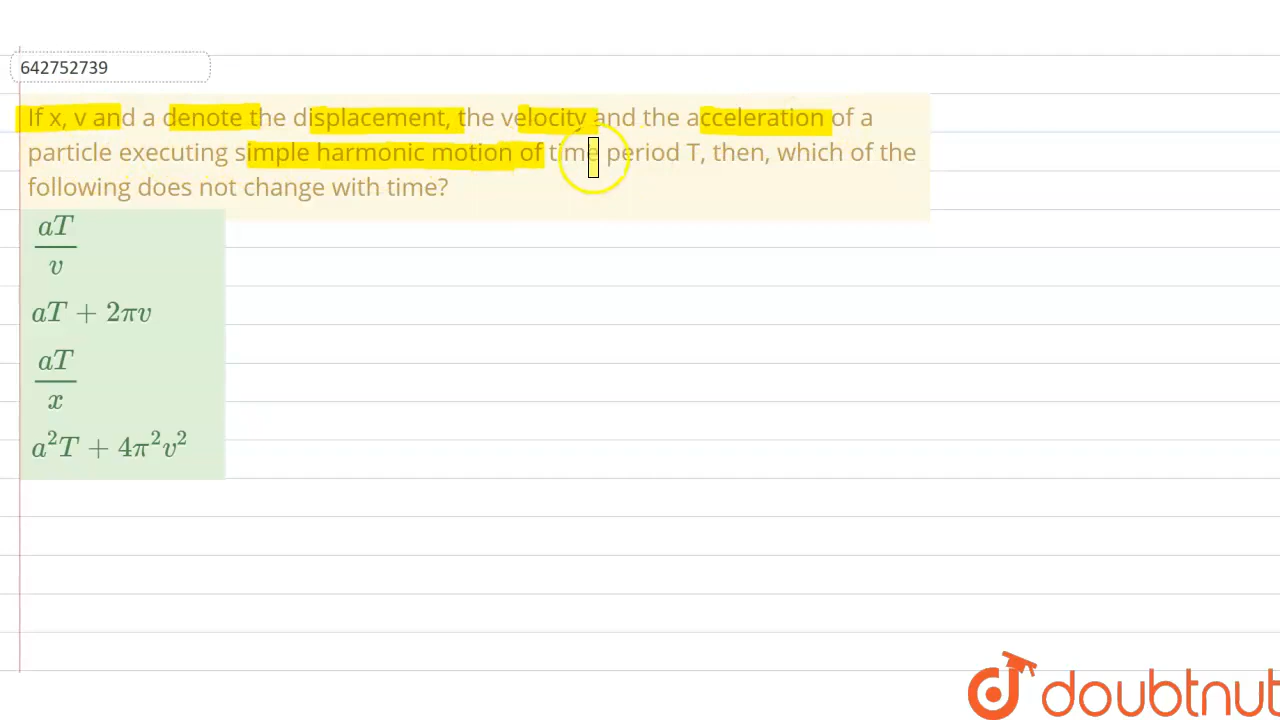 642752739
If x, v and a denote the displacement, the velocity and the acceleration of a
particle executing simple harmonic motion of time period T, then, which of the
following does not change with time?
aT/v
aT + 2πv
aT/x
a²T + 4π²v²
doubtnut